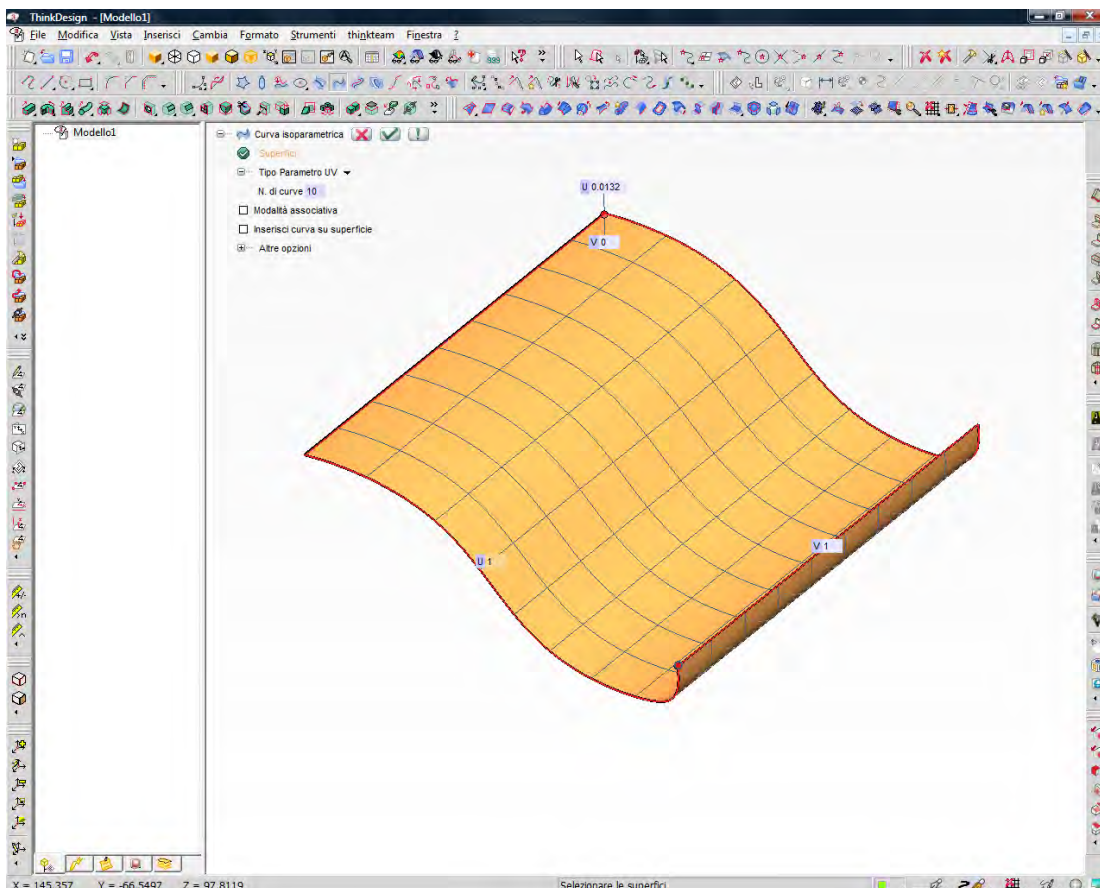 ThinkDesign - [Modello1]
File Modifica Vista Inserisci Cambia Formato Strumenti thinkteam Finestra ?
Modello1
Curva isoparametrica
Superfici
Tipo Parametro UV
N. di curve 10
Modalità associativa
Inserisci curva su superficie
Altre opzioni
U 0.0132
V 0
V 1
U 1
X = 145.357 Y = -66.5497 Z = 97.8119 Selezionare le superfici